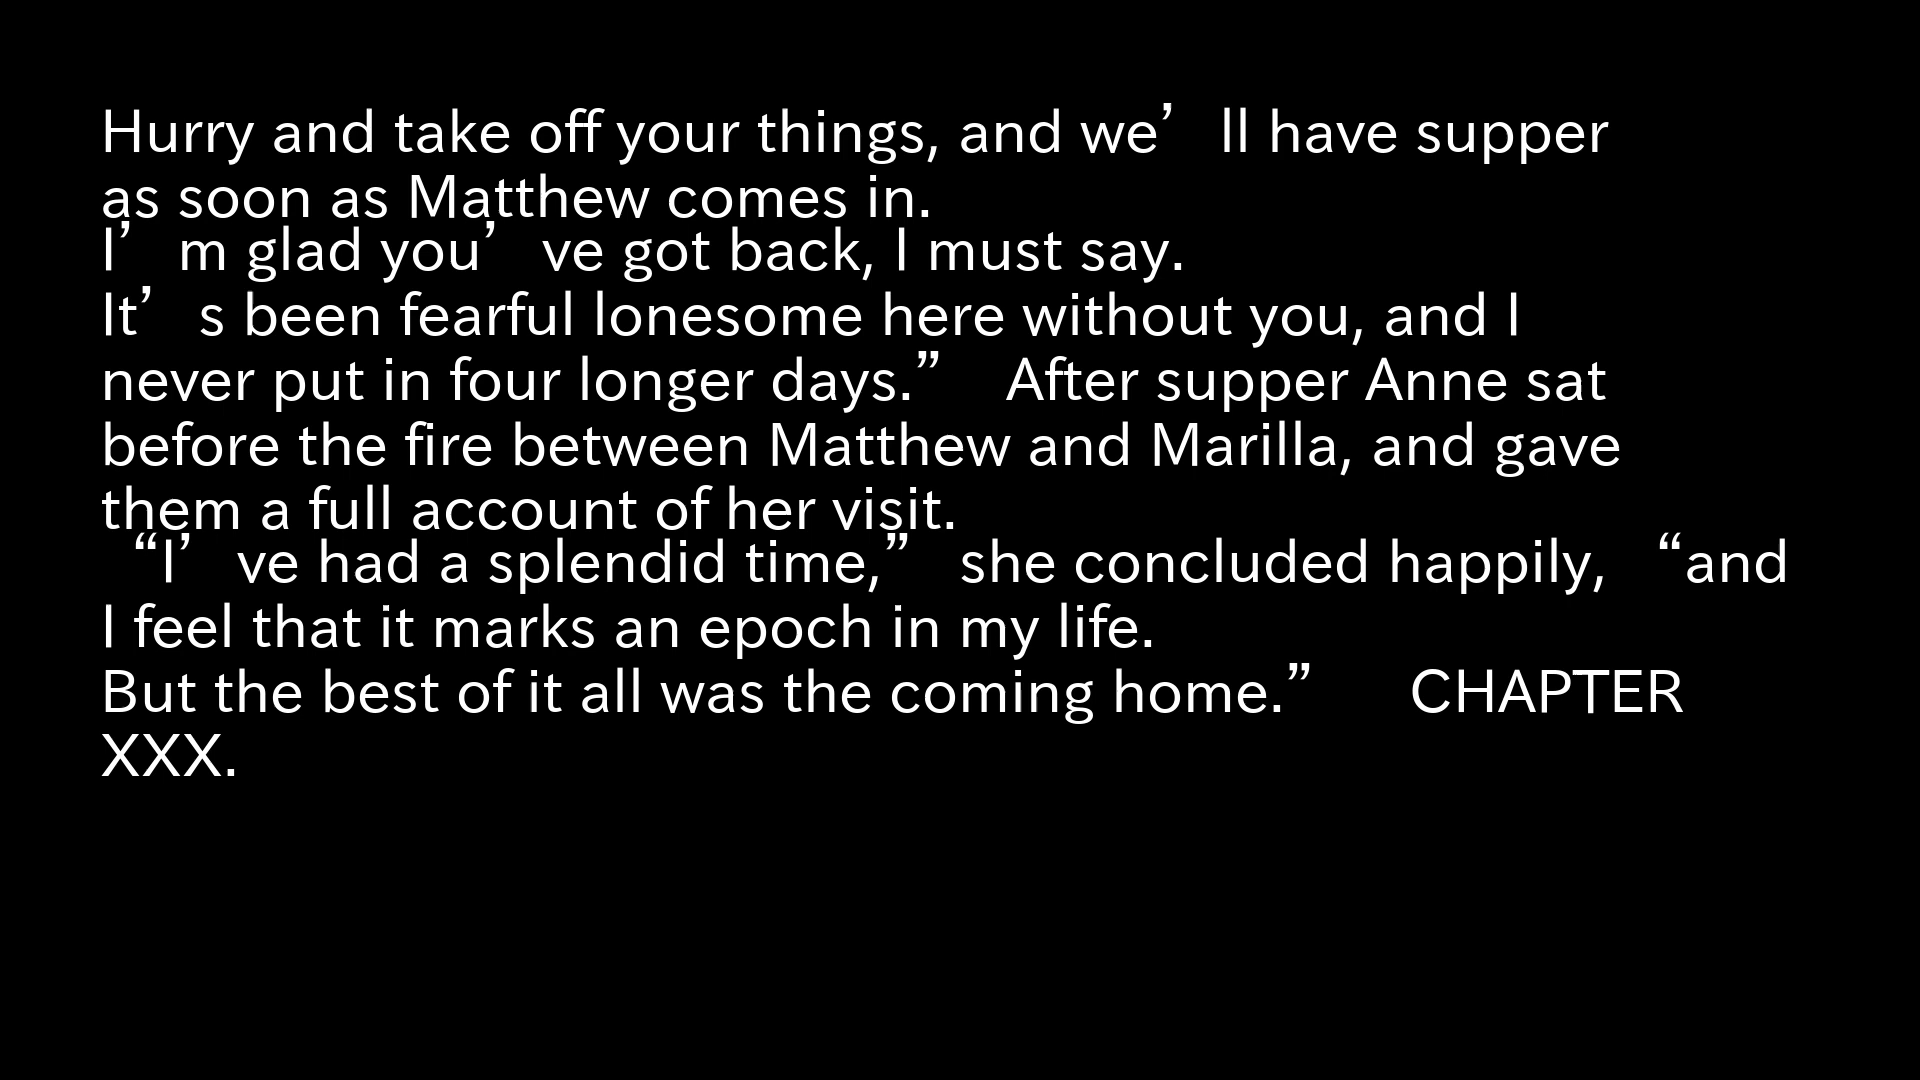 Hurry and take off your things, and we’ll have supper
as soon as Matthew comes in.
I’m glad you’ve got back, I must say.
It’s been fearful lonesome here without you, and I
never put in four longer days.” After supper Anne sat
before the fire between Matthew and Marilla, and gave
them a full account of her visit.
“I’ve had a splendid time,” she concluded happily, “and
I feel that it marks an epoch in my life.
But the best of it all was the coming home.” CHAPTER
XXX.